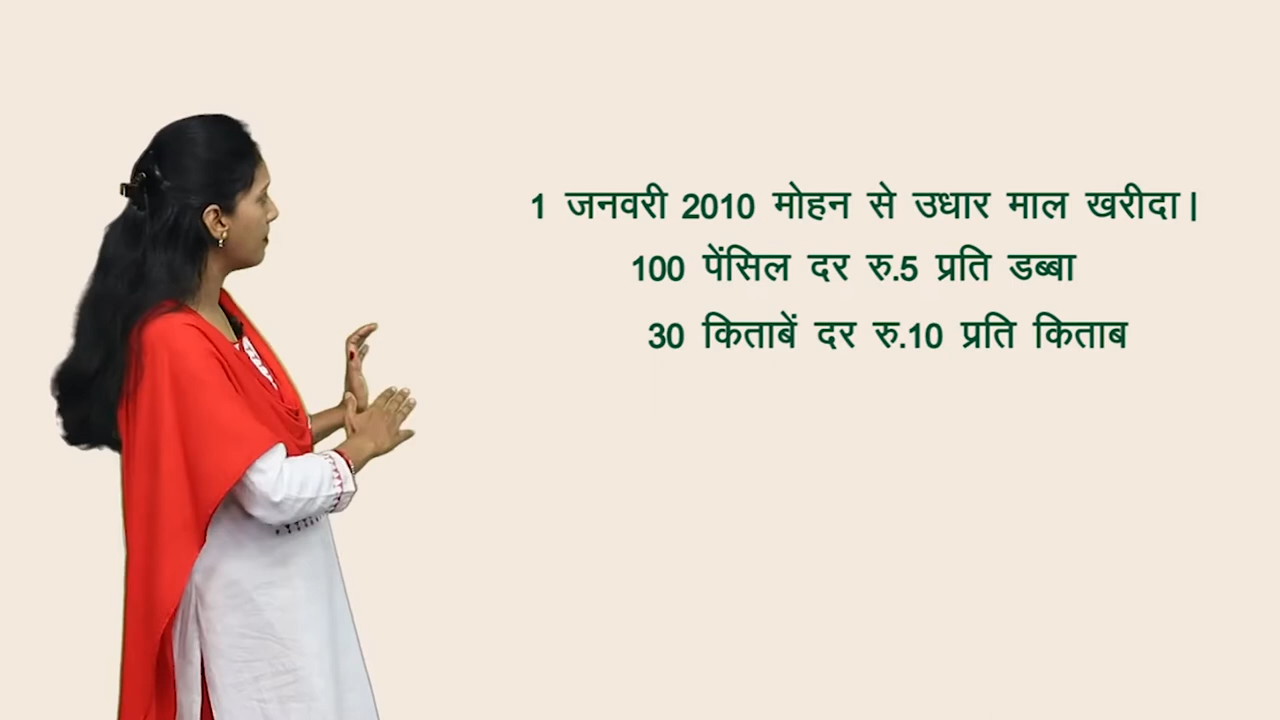 1 जनवरी 2010 मोहन से उधार माल खरीदा।
100 पेंसिल दर रु.5 प्रति डब्बा
30 किताबें दर रु.10 प्रति किताब